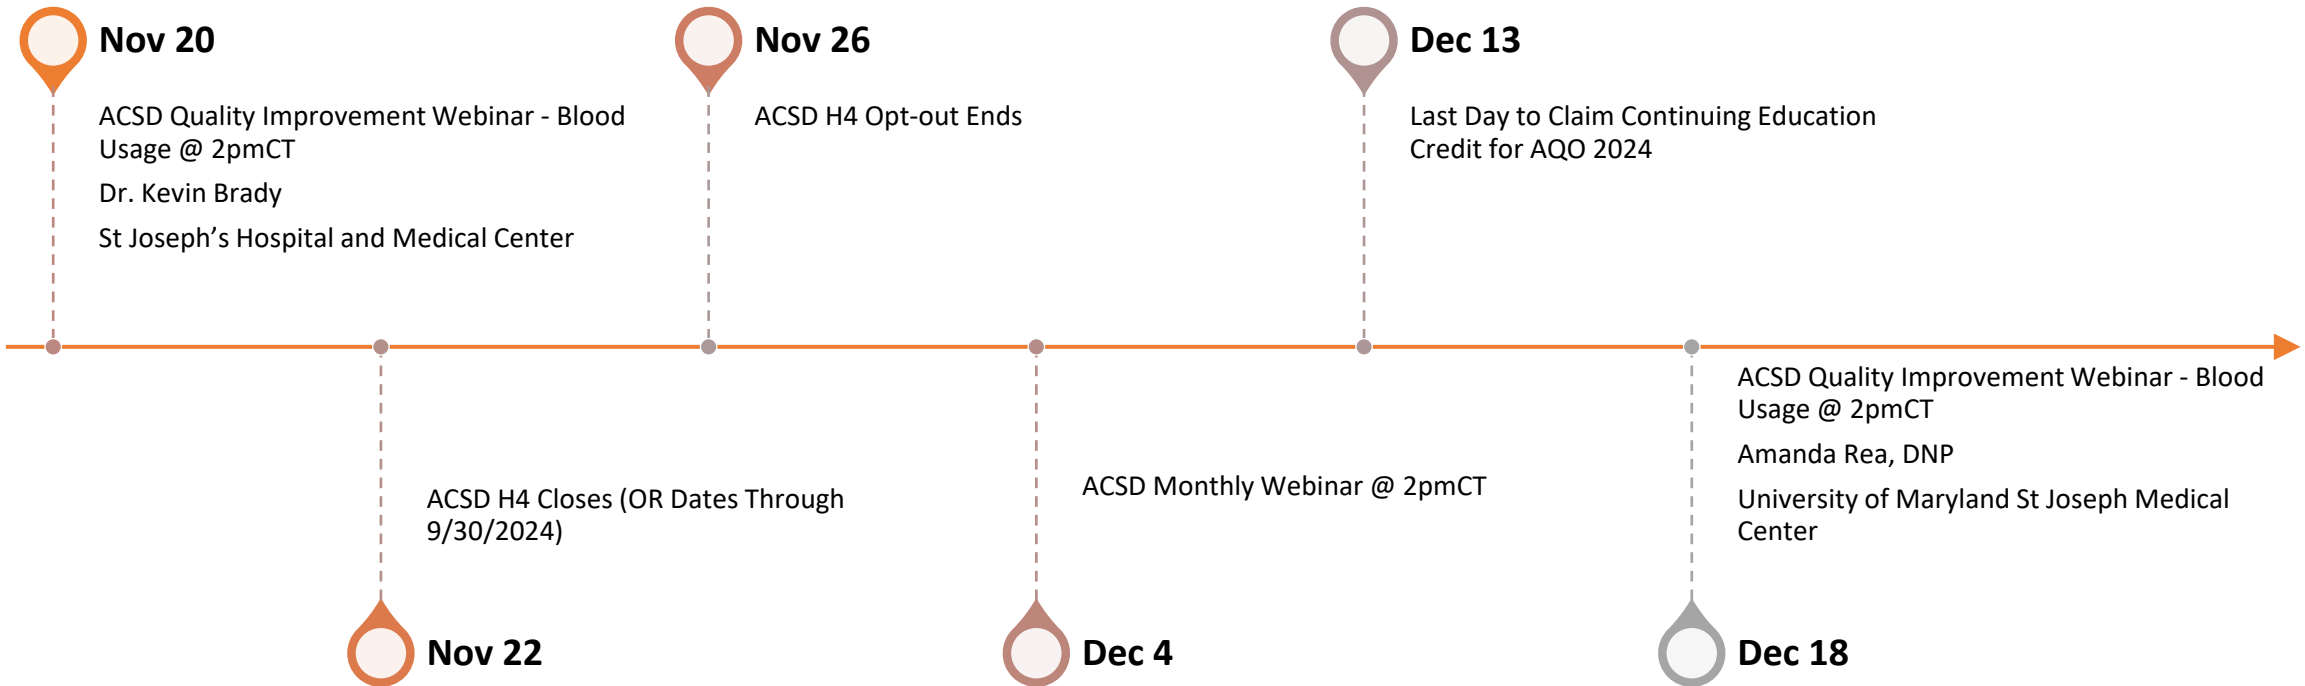 Nov 20
ACSD Quality Improvement Webinar - Blood
Usage @ 2pmCT
Dr. Kevin Brady
St Joseph’s Hospital and Medical Center
Nov 22
ACSD H4 Closes (OR Dates Through
9/30/2024)
Nov 26
ACSD H4 Opt-out Ends
Dec 4
ACSD Monthly Webinar @ 2pmCT
Dec 13
Last Day to Claim Continuing Education
Credit for AQO 2024
Dec 18
ACSD Quality Improvement Webinar - Blood
Usage @ 2pmCT
Amanda Rea, DNP
University of Maryland St Joseph Medical
Center